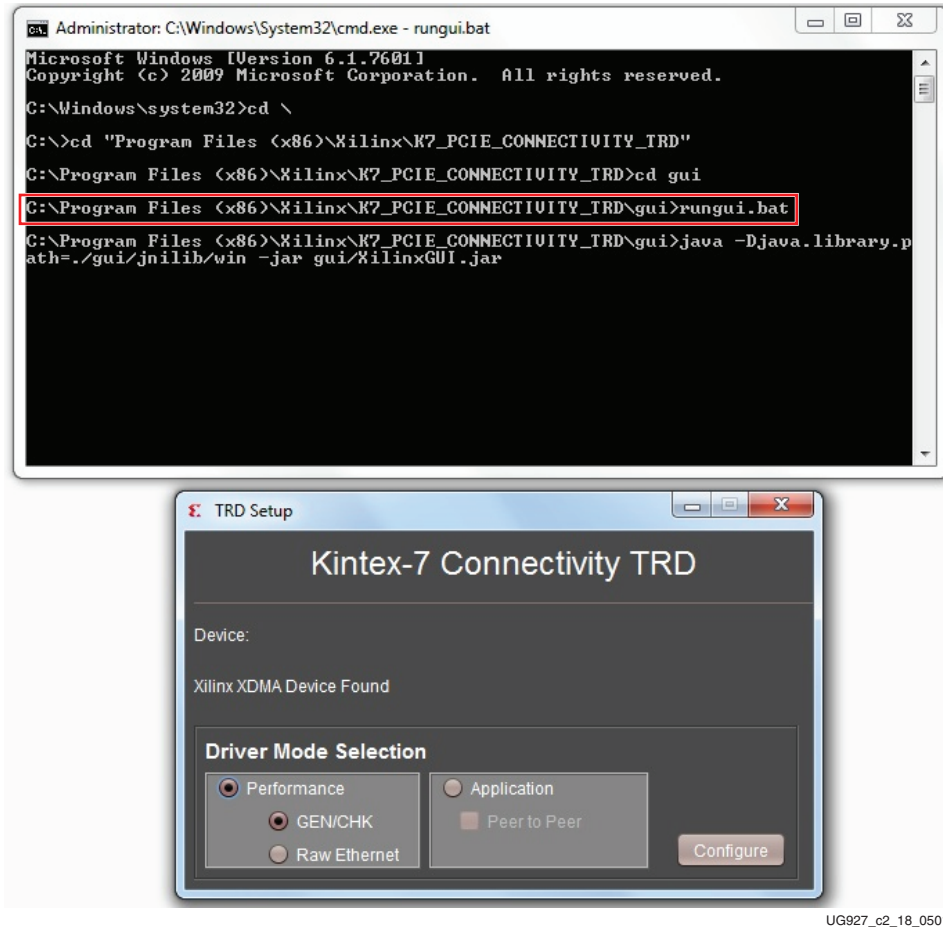 Administrator: C:\Windows\System32\cmd.exe - rungui.bat
Microsoft Windows [Version 6.1.7601]
Copyright (c) 2009 Microsoft Corporation.  All rights reserved.
C:\Windows\system32>cd \
C:\>cd "Program Files (x86)\Xilinx\K7_PCIE_CONNECTIVITY_TRD"
C:\Program Files (x86)\Xilinx\K7_PCIE_CONNECTIVITY_TRD>cd gui
C:\Program Files (x86)\Xilinx\K7_PCIE_CONNECTIVITY_TRD\gui>rungui.bat
C:\Program Files (x86)\Xilinx\K7_PCIE_CONNECTIVITY_TRD\gui>java -Djava.library.p
ath=./gui/jnilib/win -jar gui/XilinxGUI.jar
TRD Setup
Kintex-7 Connectivity TRD
Device:
Xilinx XDMA Device Found
Driver Mode Selection
Performance
GEN/CHK
Raw Ethernet
Application
Peer to Peer
Configure
UG927_c2_18_050